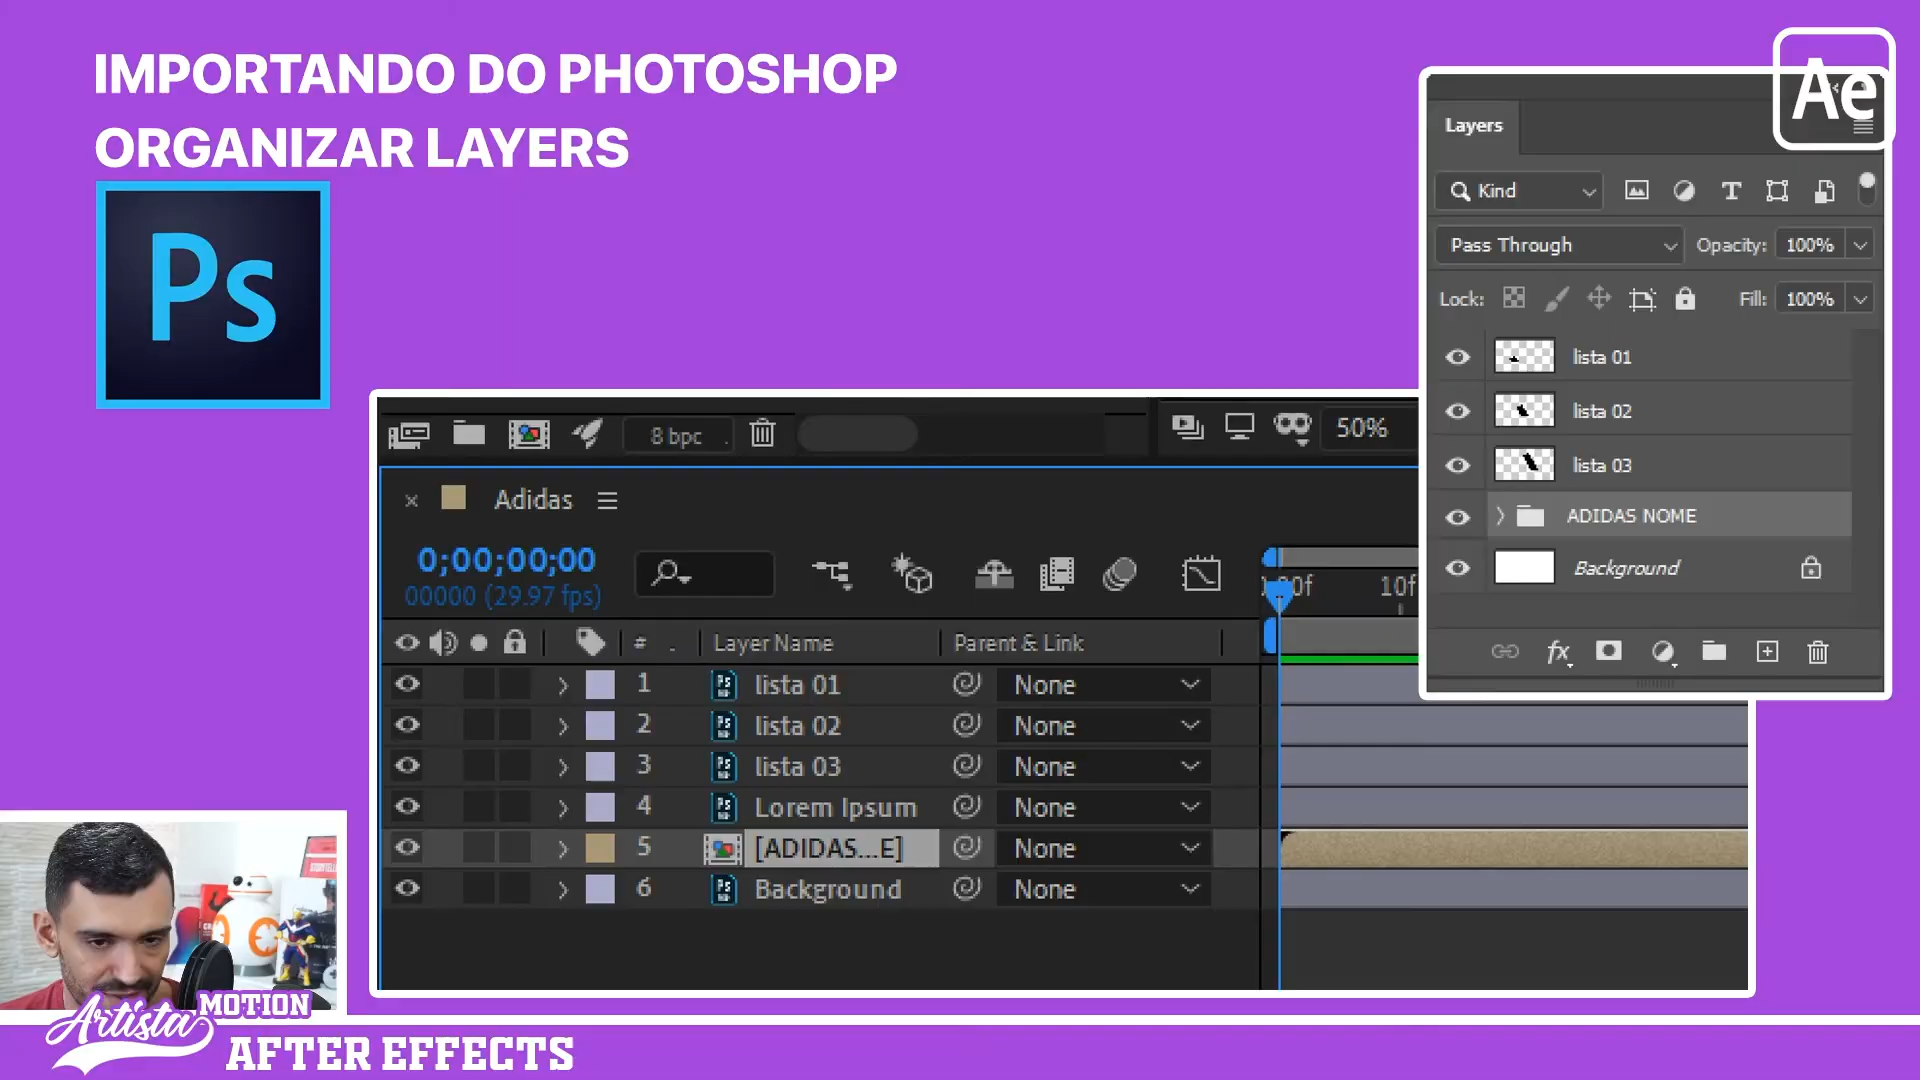 IMPORTANDO DO PHOTOSHOP
ORGANIZAR LAYERS
Ps
Ae
Layers
Kind
Pass Through Opacity: 100%
Lock: Fill: 100%
lista 01
lista 02
lista 03
ADIDAS NOME
Background
fx
8 bpc
50%
× Adidas
0;00;00;00
00000 (29.97 fps)
10f
# Layer Name Parent & Link
1 lista 01 None
2 lista 02 None
3 lista 03 None
4 Lorem Ipsum None
5 [ADIDAS...E] None
6 Background None
Artista MOTION
AFTER EFFECTS